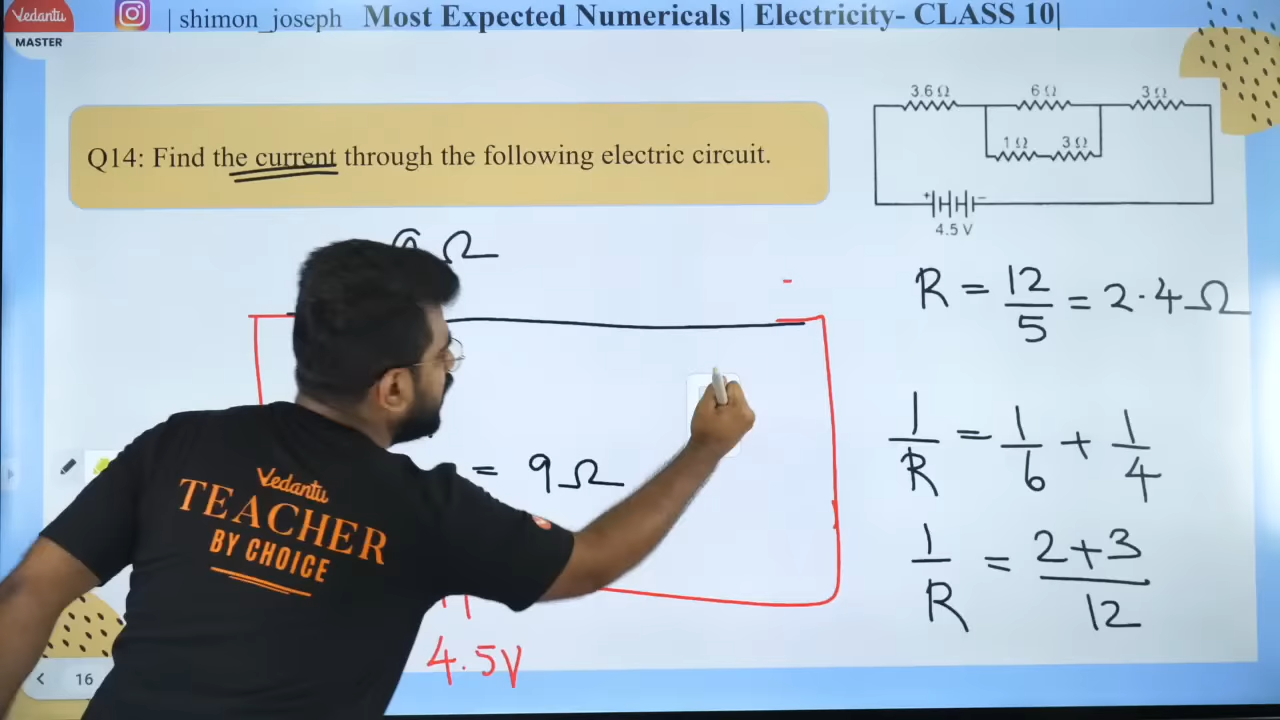 Vedantu
MASTER
| shimon_joseph Most Expected Numericals | Electricity- CLASS 10|
Q14: Find the current through the following electric circuit.
3.6 Ω 6 Ω 3 Ω
1 Ω 3 Ω
+ −
4.5 V
Ω
-
R = 12/5 = 2.4 Ω
1/R = 1/6 + 1/4
= 9Ω
1/R = 2+3/12
4.5V
Vedantu
TEACHER
BY CHOICE
< 16